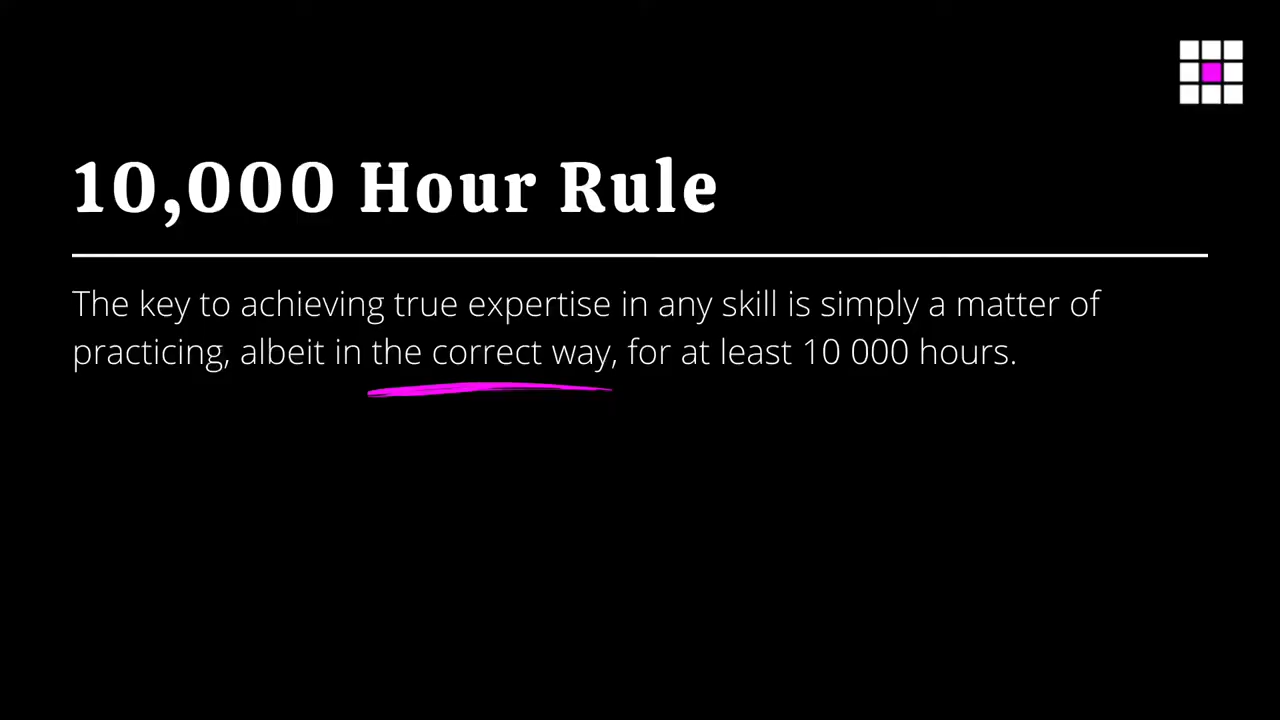 10,000 Hour Rule
The key to achieving true expertise in any skill is simply a matter of
practicing, albeit in the correct way, for at least 10 000 hours.